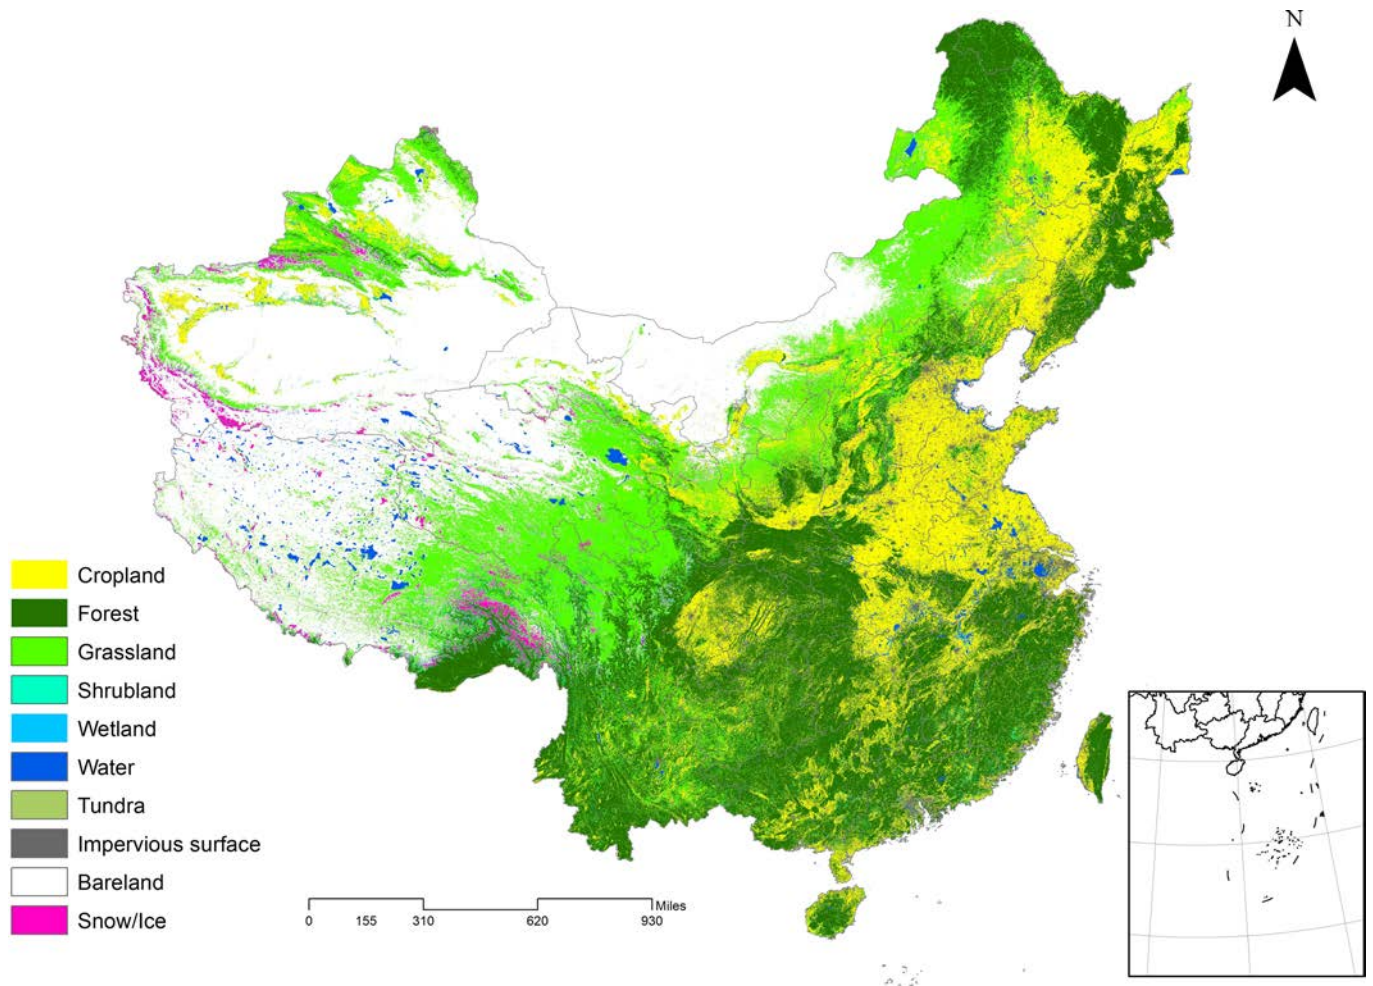 N
Cropland
Forest
Grassland
Shrubland
Wetland
Water
Tundra
Impervious surface
Bareland
Snow/Ice
Miles
0 155 310 620 930